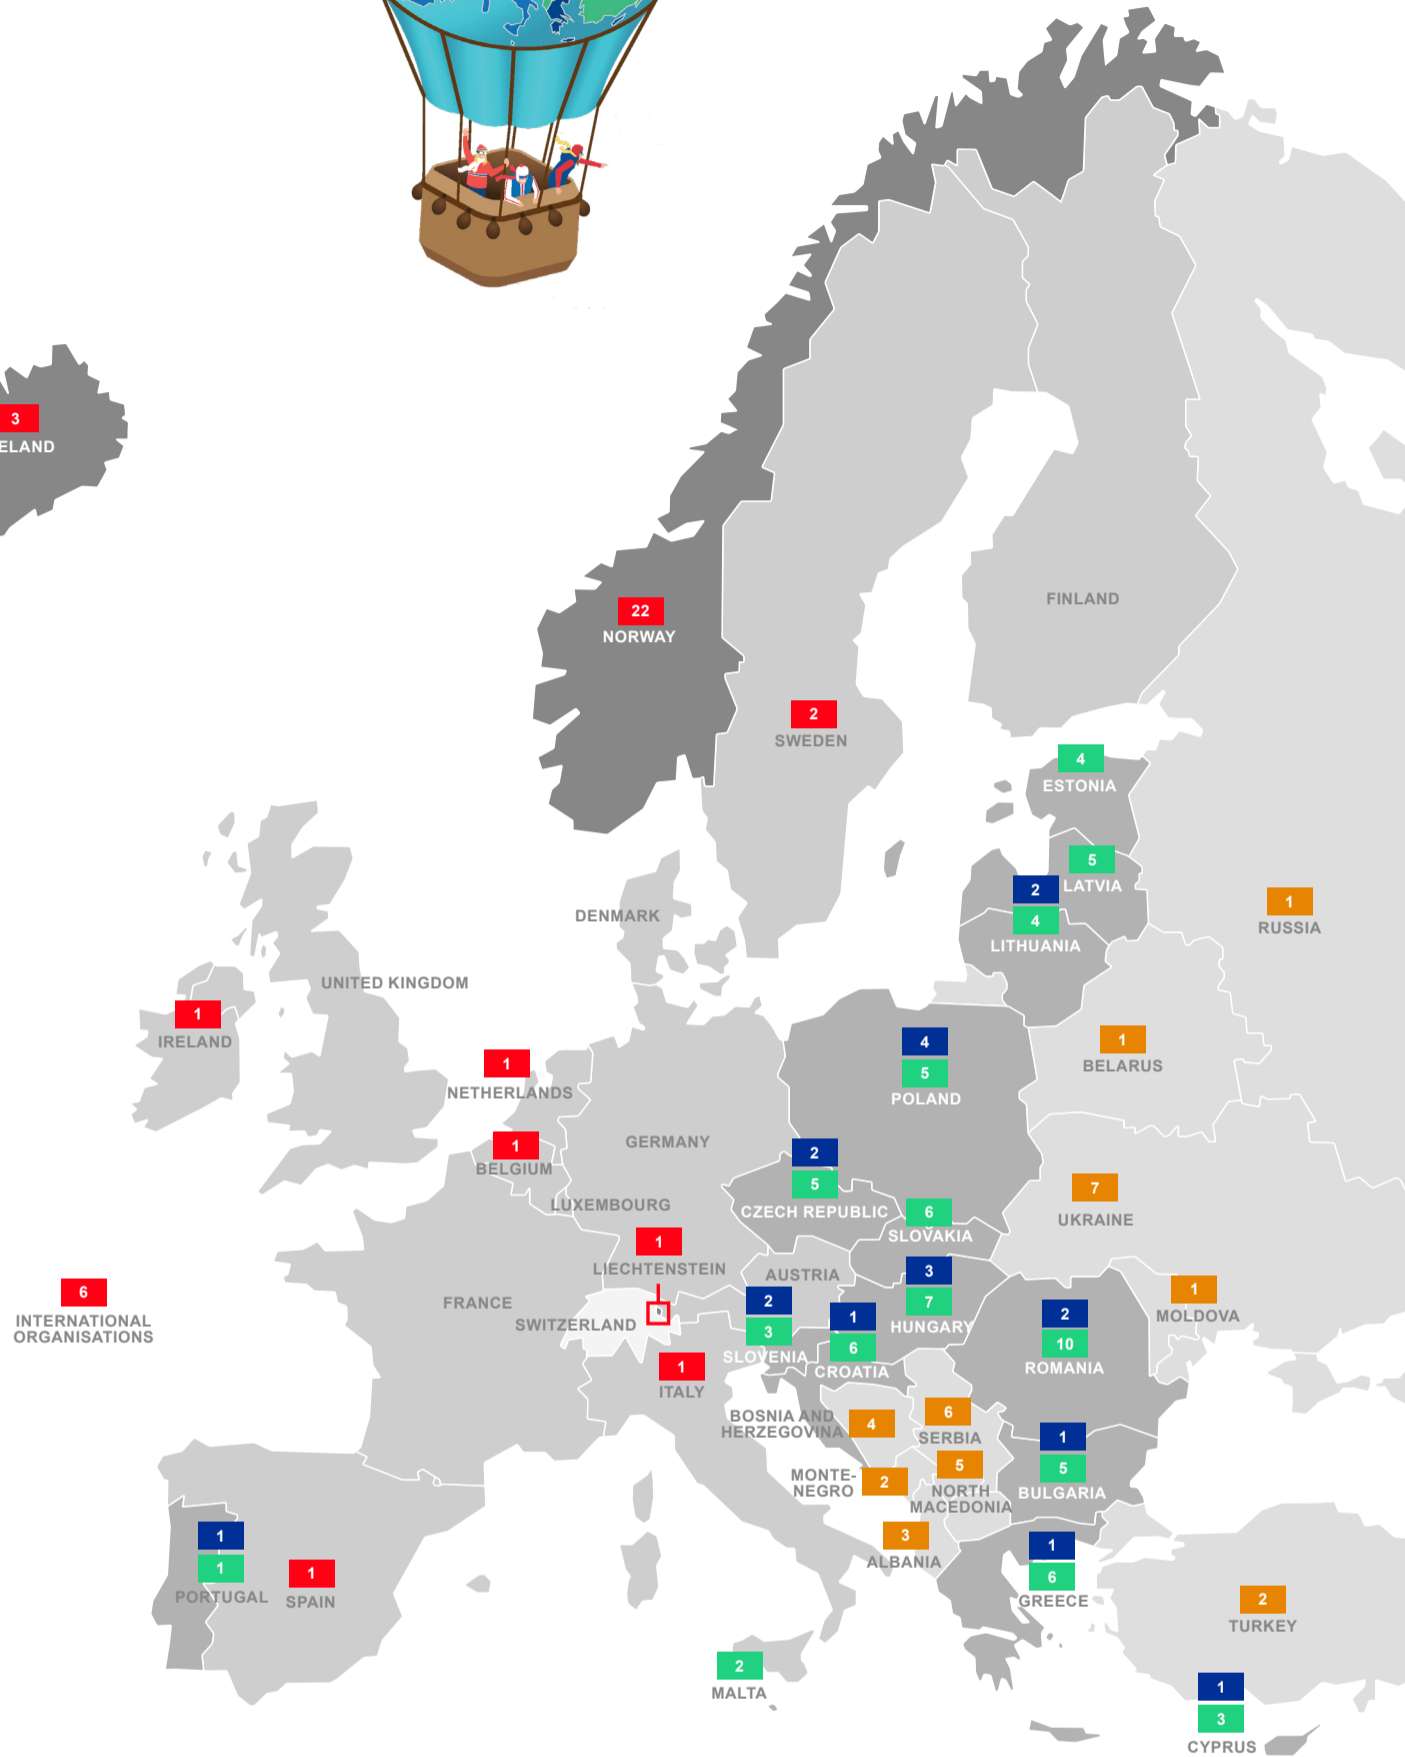 3
ELAND
22
NORWAY
FINLAND
2
SWEDEN
4
ESTONIA
5
LATVIA
2
4
LITHUANIA
1
RUSSIA
DENMARK
UNITED KINGDOM
1
IRELAND
1
NETHERLANDS
4
5
POLAND
1
BELARUS
1
BELGIUM
GERMANY
2
5
CZECH REPUBLIC
7
UKRAINE
LUXEMBOURG
6
SLOVAKIA
1
LIECHTENSTEIN
AUSTRIA
3
7
HUNGARY
6
INTERNATIONAL
ORGANISATIONS
FRANCE
SWITZERLAND
2
3
SLOVENIA
1
6
CROATIA
2
10
ROMANIA
1
MOLDOVA
1
ITALY
BOSNIA AND
HERZEGOVINA
4
6
SERBIA
1
5
BULGARIA
MONTE-
NEGRO
2
5
NORTH
MACEDONIA
3
ALBANIA
1
6
GREECE
1
1
PORTUGAL
1
SPAIN
2
TURKEY
2
MALTA
1
3
CYPRUS